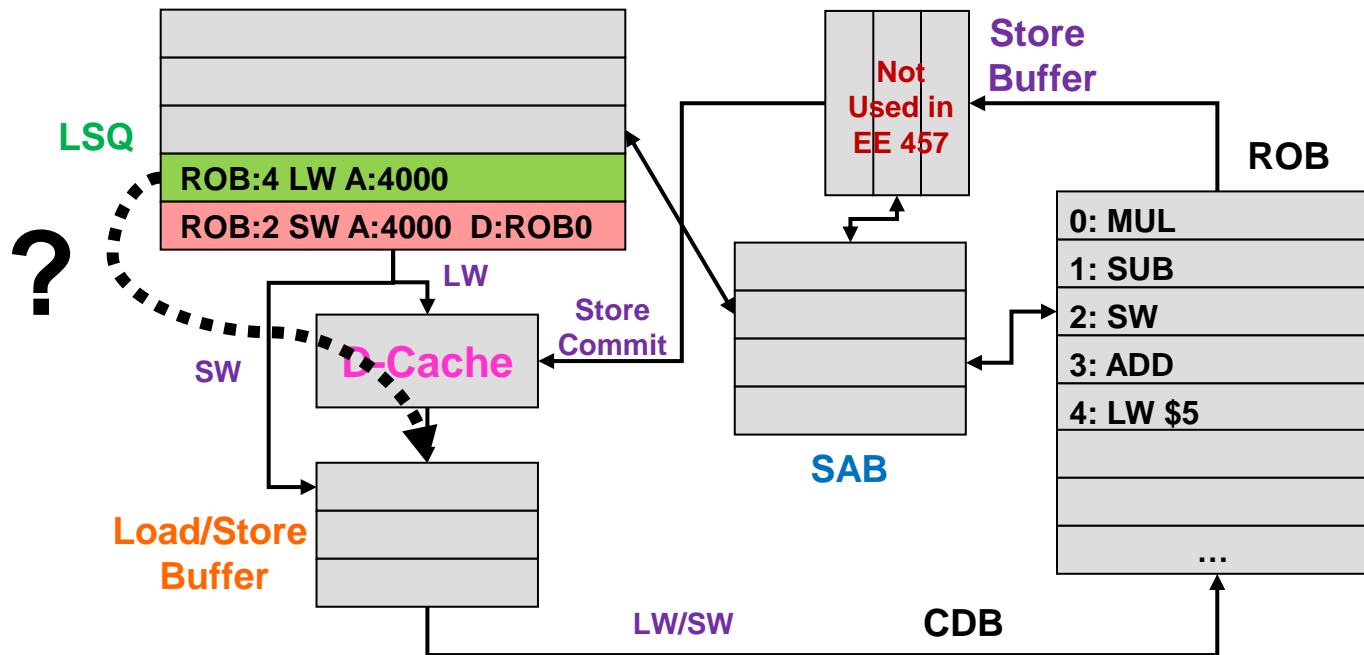 LSQ
ROB:4 LW A:4000
ROB:2 SW A:4000 D:ROB0
?
LW
SW
D-Cache
Store
Commit
Load/Store
Buffer
Not
Used in
EE 457
Store
Buffer
SAB
ROB
0: MUL
1: SUB
2: SW
3: ADD
4: LW $5
...
LW/SW
CDB